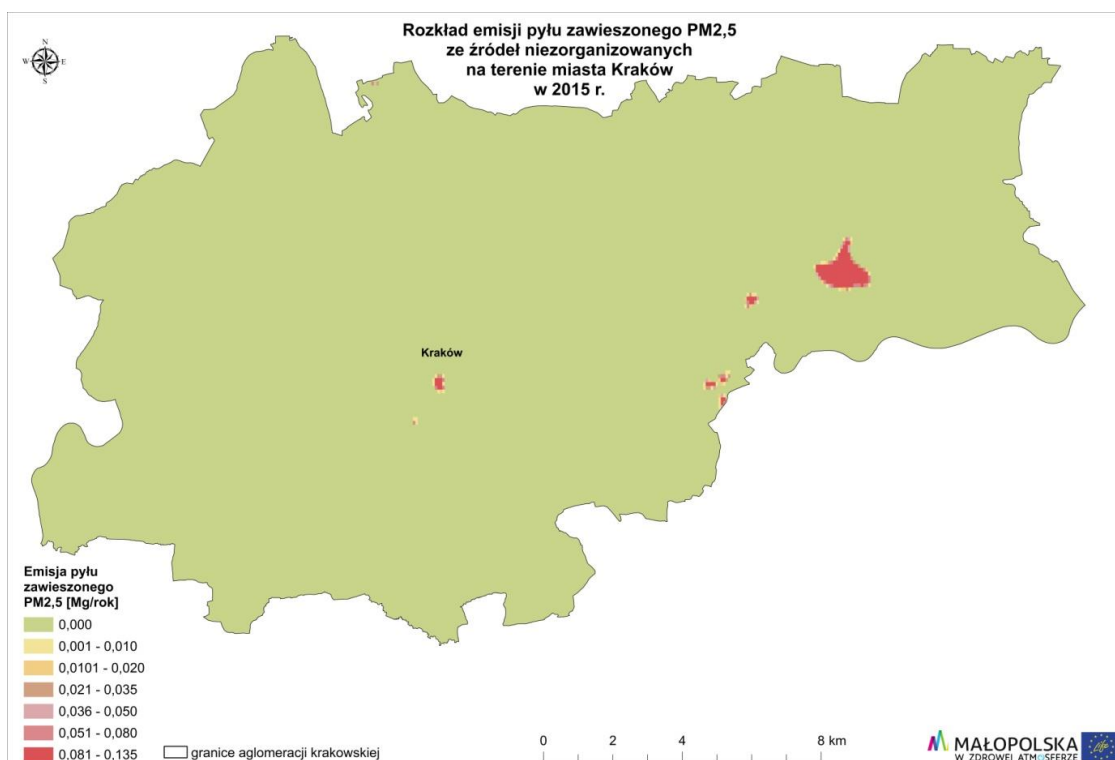 Rozkład emisji pyłu zawieszonego PM2,5
ze źródeł niezorganizowanych
na terenie miasta Kraków
w 2015 r.
N
W E
S
Kraków
Emisja pyłu
zawieszonego
PM2,5 [Mg/rok]
0,000
0,001 - 0,010
0,0101 - 0,020
0,021 - 0,035
0,036 - 0,050
0,051 - 0,080
0,081 - 0,135
granice aglomeracji krakowskiej
0 2 4 8 km
MAŁOPOLSKA
W ZDROWEJ ATMOSFERZE
Life